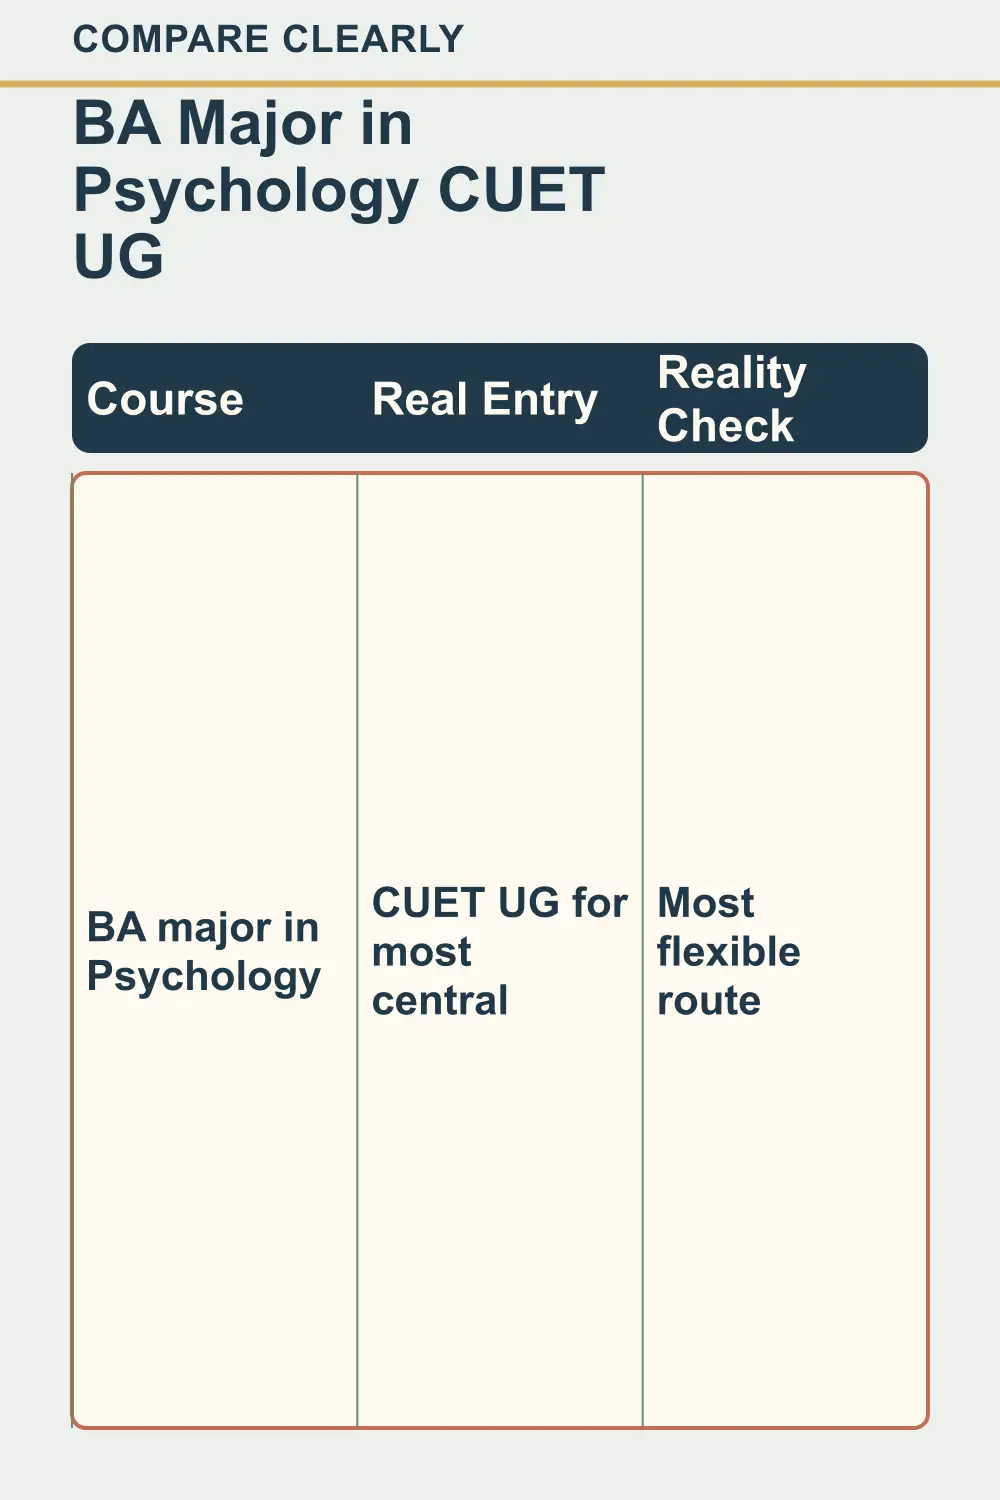 COMPARE CLEARLY
BA Major in
Psychology CUET
UG
Course
Real Entry
Reality
Check
BA major in
Psychology
CUET UG for
most
central
Most
flexible
route